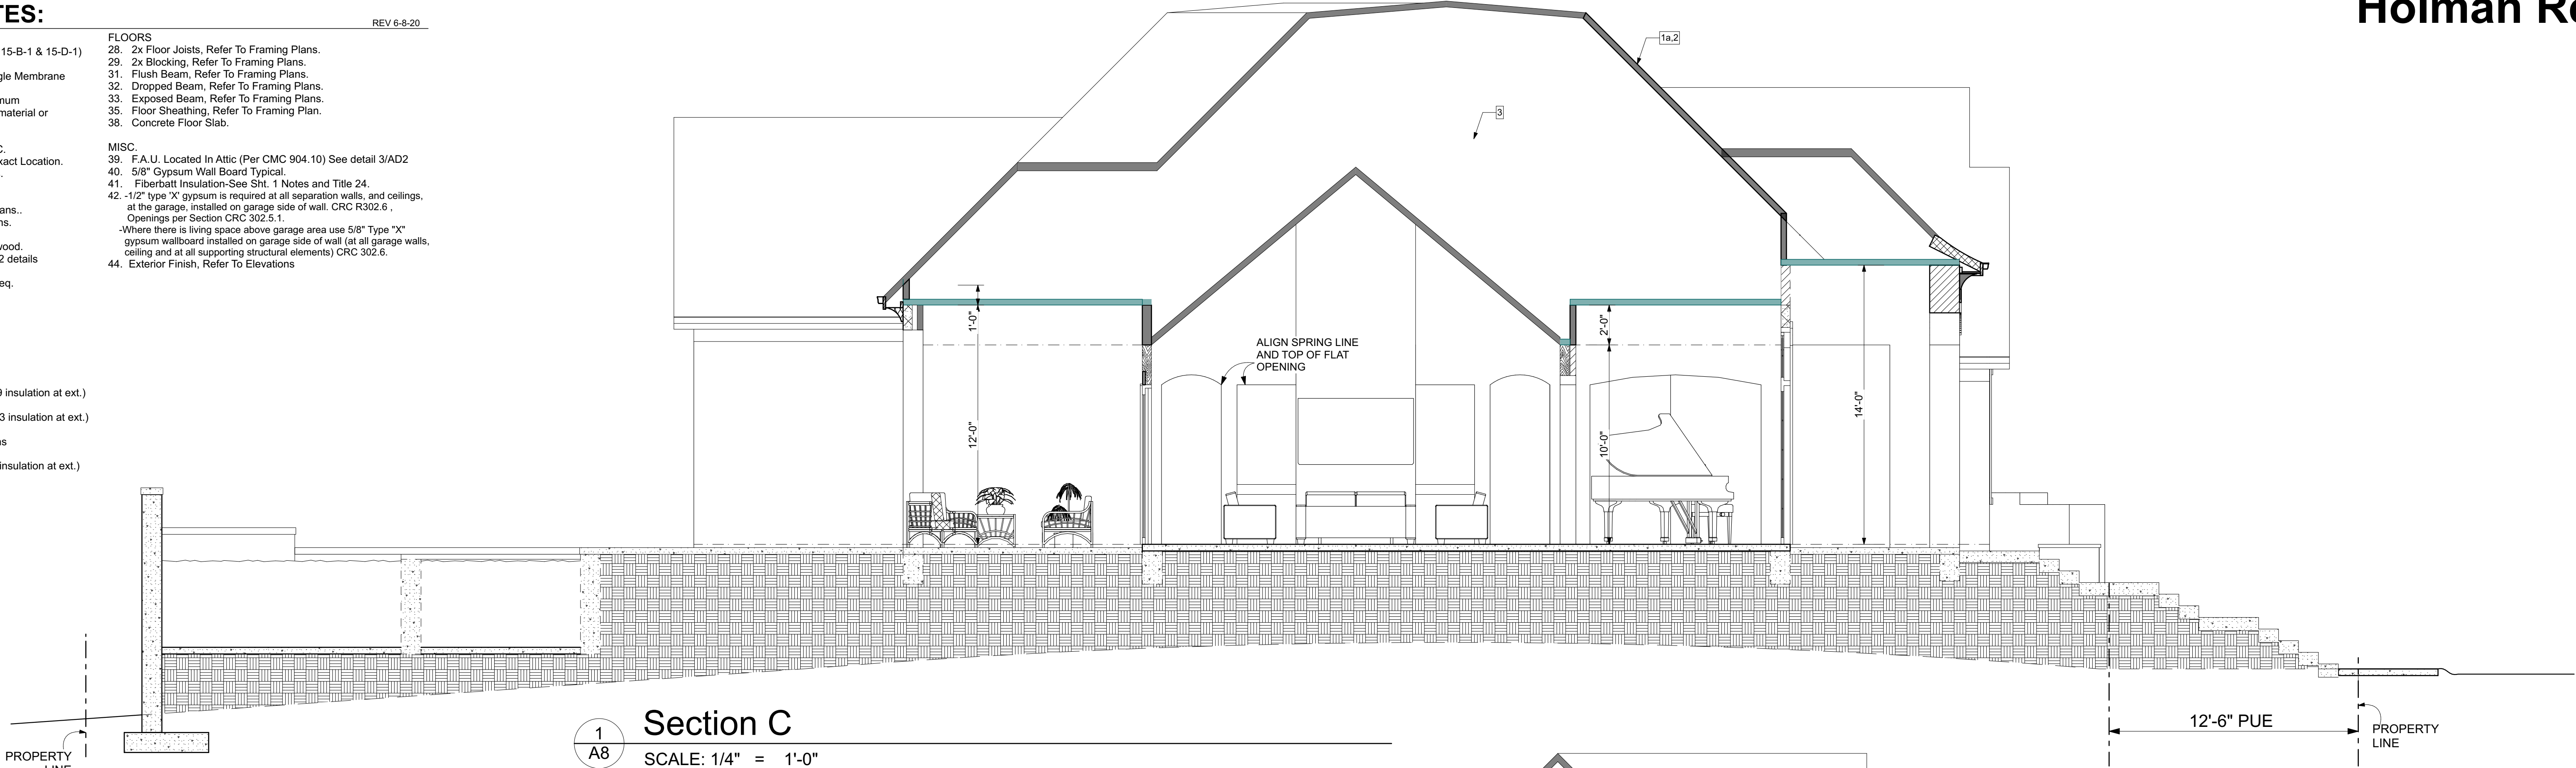 TES:
REV 6-8-20
Holman Re
15-B-1 & 15-D-1)
gle Membrane
mum
material or
C.
xact Location.
ans..
ns.
wood.
2 details
eq.
9 insulation at ext.)
3 insulation at ext.)
ns
insulation at ext.)
FLOORS
28. 2x Floor Joists, Refer To Framing Plans.
29. 2x Blocking, Refer To Framing Plans.
31. Flush Beam, Refer To Framing Plans.
32. Dropped Beam, Refer To Framing Plans.
33. Exposed Beam, Refer To Framing Plans.
35. Floor Sheathing, Refer To Framing Plan.
38. Concrete Floor Slab.
MISC.
39. F.A.U. Located In Attic (Per CMC 904.10) See detail 3/AD2
40. 5/8" Gypsum Wall Board Typical.
41. Fiberbatt Insulation-See Sht. 1 Notes and Title 24.
42. -1/2" type 'X' gypsum is required at all separation walls, and ceilings,
at the garage, installed on garage side of wall. CRC R302.6 ,
Openings per Section CRC 302.5.1.
-Where there is living space above garage area use 5/8" Type "X"
gypsum wallboard installed on garage side of wall (at all garage walls,
ceiling and at all supporting structural elements) CRC 302.6.
44. Exterior Finish, Refer To Elevations
1a,2
3
1'-0"
12'-0"
ALIGN SPRING LINE
AND TOP OF FLAT
OPENING
2'-0"
10'-0"
14'-0"
PROPERTY
LINE
1
A8
Section C
SCALE: 1/4" = 1'-0"
12'-6" PUE
PROPERTY
LINE